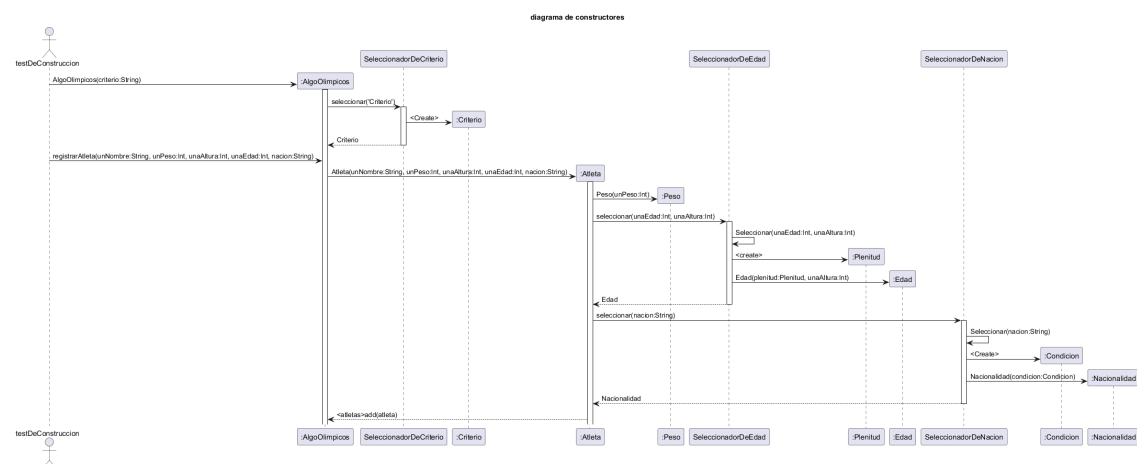 diagrama de constructores
testDeConstruccion
SeleccionadorDeCriterio
SeleccionadorDeEdad
SeleccionadorDeNacion
AlgoOlimpicos(criterio:String)
:AlgoOlimpicos
seleccionar("Criterio")
<Create>
:Criterio
Criterio
registrarAtleta(unNombre:String, unPeso:Int, unaAltura:Int, unaEdad:Int, nacion:String)
Atleta(unNombre:String, unPeso:Int, unaAltura:Int, unaEdad:Int, nacion:String)
:Atleta
Peso(unPeso:Int)
:Peso
seleccionar(unaEdad:Int, unaAltura:Int)
Seleccionar(unaEdad:Int, unaAltura:Int)
<create>
:Plenitud
Edad(plenitud:Plenitud, unaAltura:Int)
:Edad
Edad
seleccionar(nacion:String)
Seleccionar(nacion:String)
<Create>
:Condicion
Nacionalidad(condicion:Condicion)
:Nacionalidad
Nacionalidad
<atletas>add(atleta)
testDeConstruccion
:AlgoOlimpicos
SeleccionadorDeCriterio
:Criterio
:Atleta
:Peso
SeleccionadorDeEdad
:Plenitud
:Edad
SeleccionadorDeNacion
:Condicion
:Nacionalidad